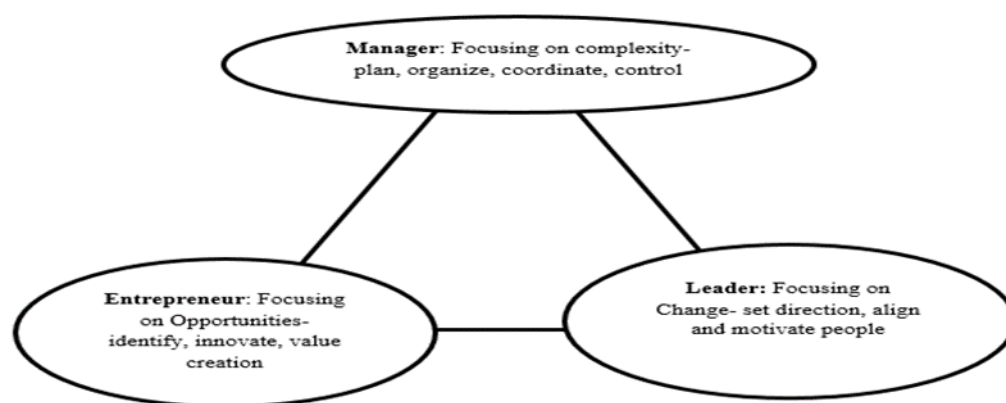 Manager: Focusing on complexity-
plan, organize, coordinate, control
Entrepreneur: Focusing
on Opportunities-
identify, innovate, value
creation
Leader: Focusing on
Change- set direction, align
and motivate people